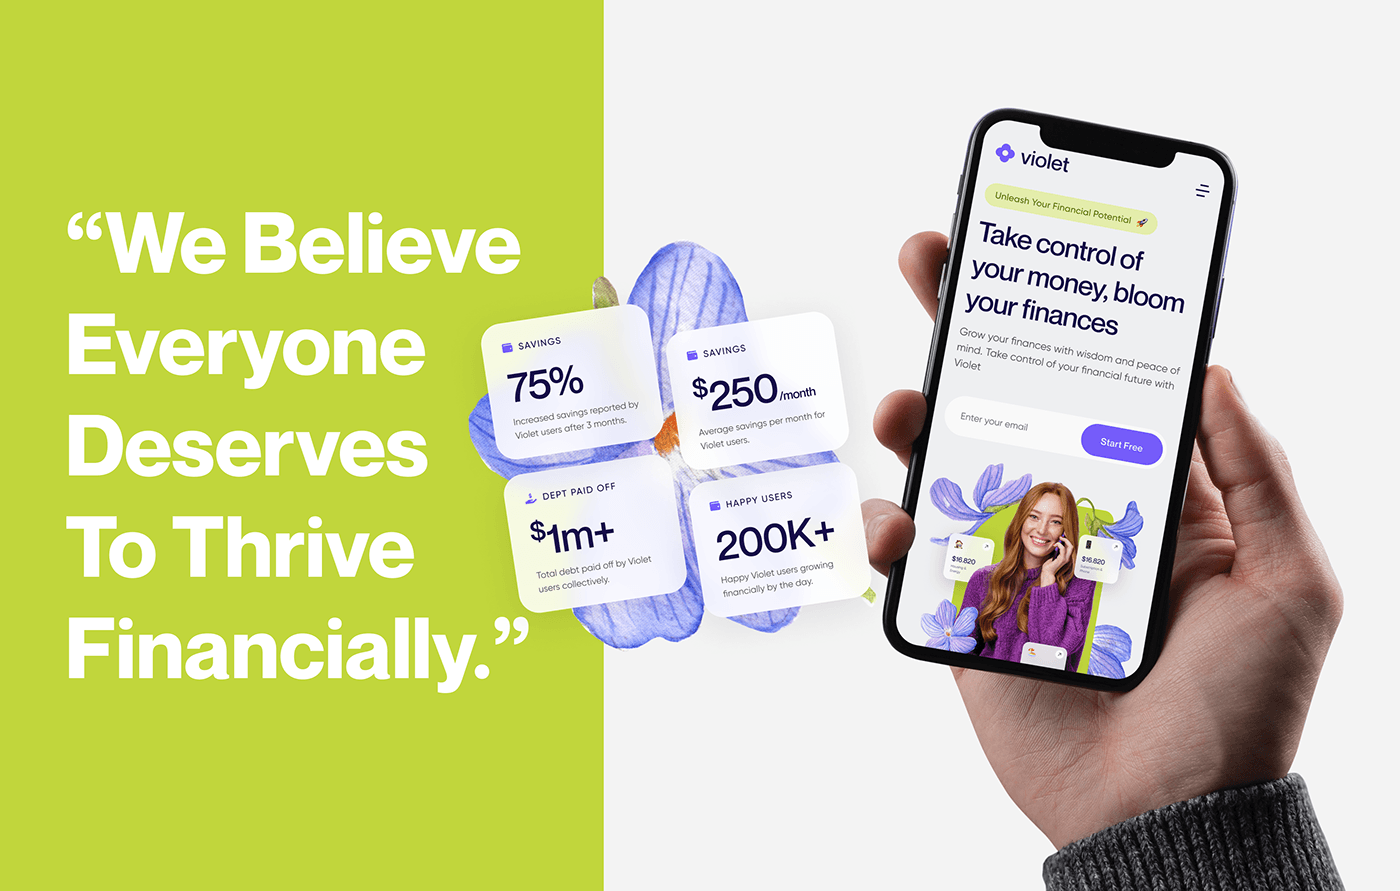 “We Believe
Everyone
Deserves
To Thrive
Financially.”
SAVINGS
75%
Increased savings reported by
Violet users after 3 months.
SAVINGS
$250/month
Average savings per month for
Violet users.
DEPT PAID OFF
$1m+
Total debt paid off by Violet
users collectively.
HAPPY USERS
200K+
Happy Violet users growing
financially by the day.
violet
Unleash Your Financial Potential 🚀
Take control of
your money, bloom
your finances
Grow your finances with wisdom and peace of
mind. Take control of your financial future with
Violet
Enter your email
Start Free
$16.820
Housing &
Energy
$16.820
Subscription &
Phone